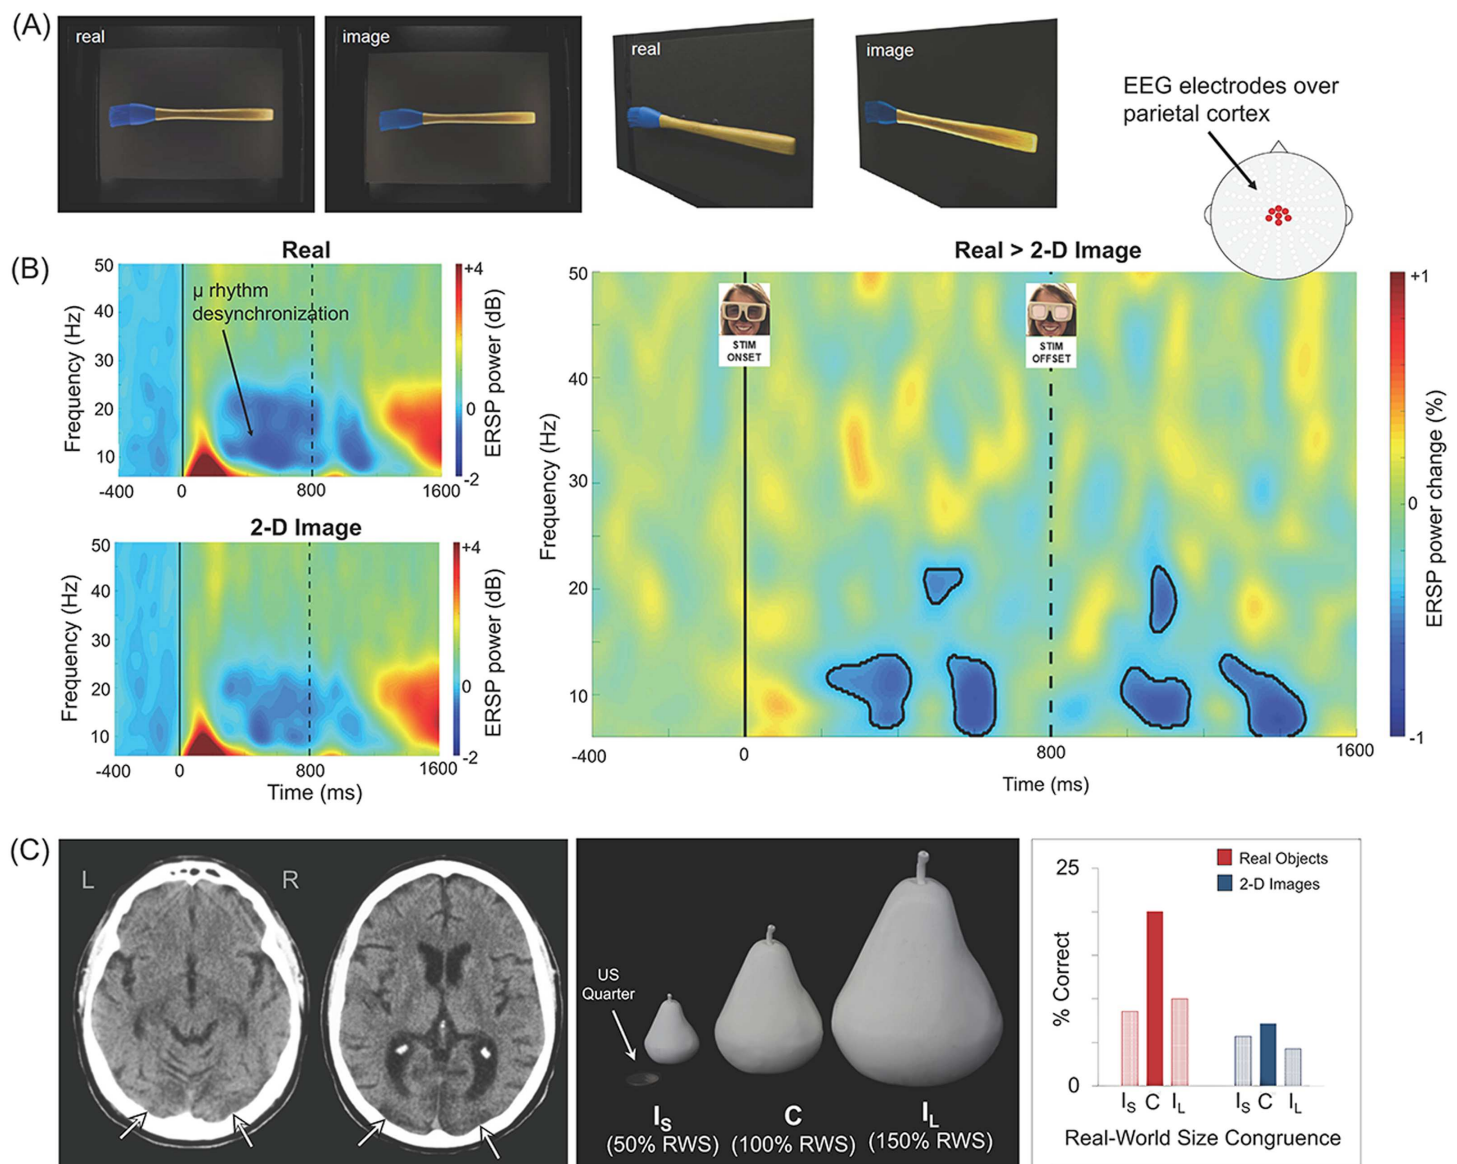 (A)
real
image
real
image
EEG electrodes over
parietal cortex
(B)
Real
Real > 2-D Image
50
40
30
20
10
Frequency (Hz)
-400
0
800
1600
μ rhythm
desynchronization
+4
0
-2
ERSP power (dB)
2-D Image
50
40
30
20
10
Frequency (Hz)
-400
0
800
1600
Time (ms)
+4
0
-2
ERSP power (dB)
50
40
30
20
10
Frequency (Hz)
STIM
ONSET
STIM
OFFSET
-400
0
800
1600
Time (ms)
+1
0
-1
ERSP power change (%)
(C)
L
R
US
Quarter
IS
(50% RWS)
C
(100% RWS)
IL
(150% RWS)
Real Objects
2-D Images
25
0
% Correct
IS C IL
IS C IL
Real-World Size Congruence